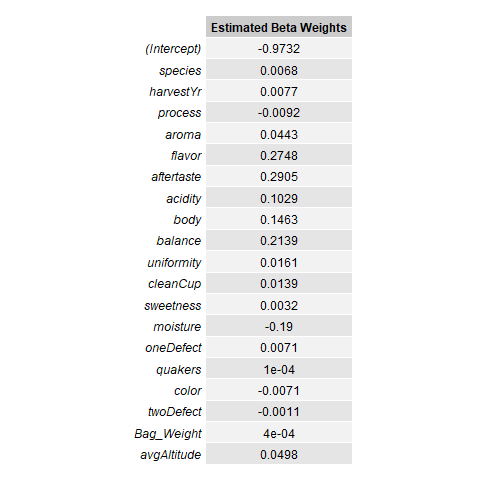 Estimated Beta Weights
(Intercept) -0.9732
species 0.0068
harvestYr 0.0077
process -0.0092
aroma 0.0443
flavor 0.2748
aftertaste 0.2905
acidity 0.1029
body 0.1463
balance 0.2139
uniformity 0.0161
cleanCup 0.0139
sweetness 0.0032
moisture -0.19
oneDefect 0.0071
quakers 1e-04
color -0.0071
twoDefect -0.0011
Bag_Weight 4e-04
avgAltitude 0.0498